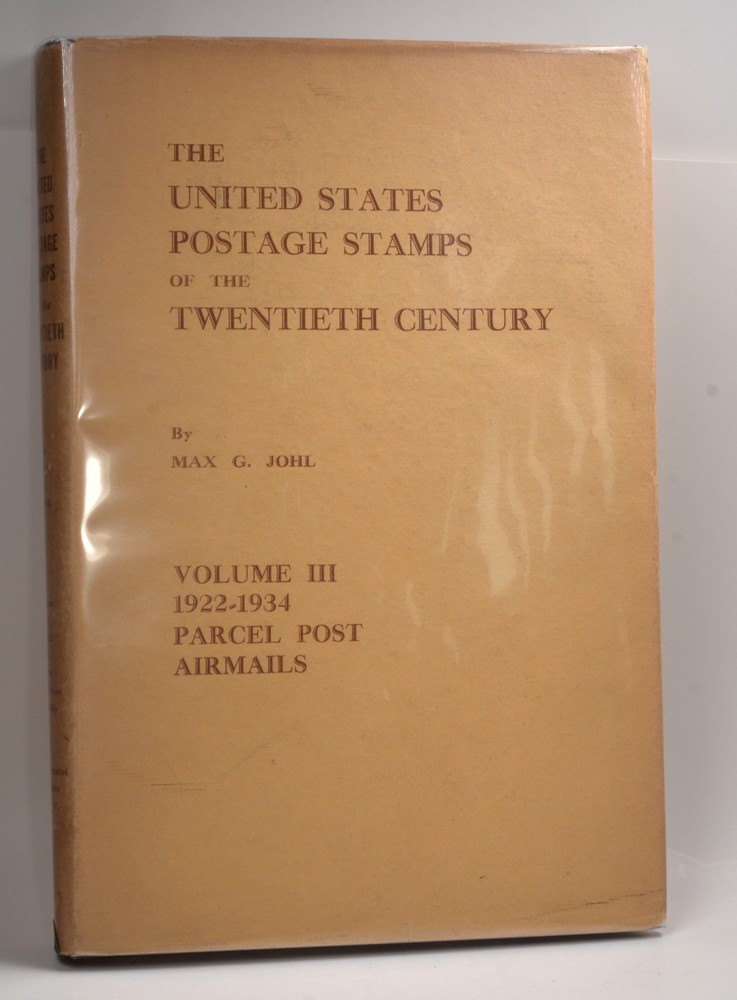 THE
UNITED STATES
POSTAGE STAMPS
OF THE
TWENTIETH CENTURY
By
MAX G. JOHL
VOLUME III
1922-1934
PARCEL POST
AIRMAILS